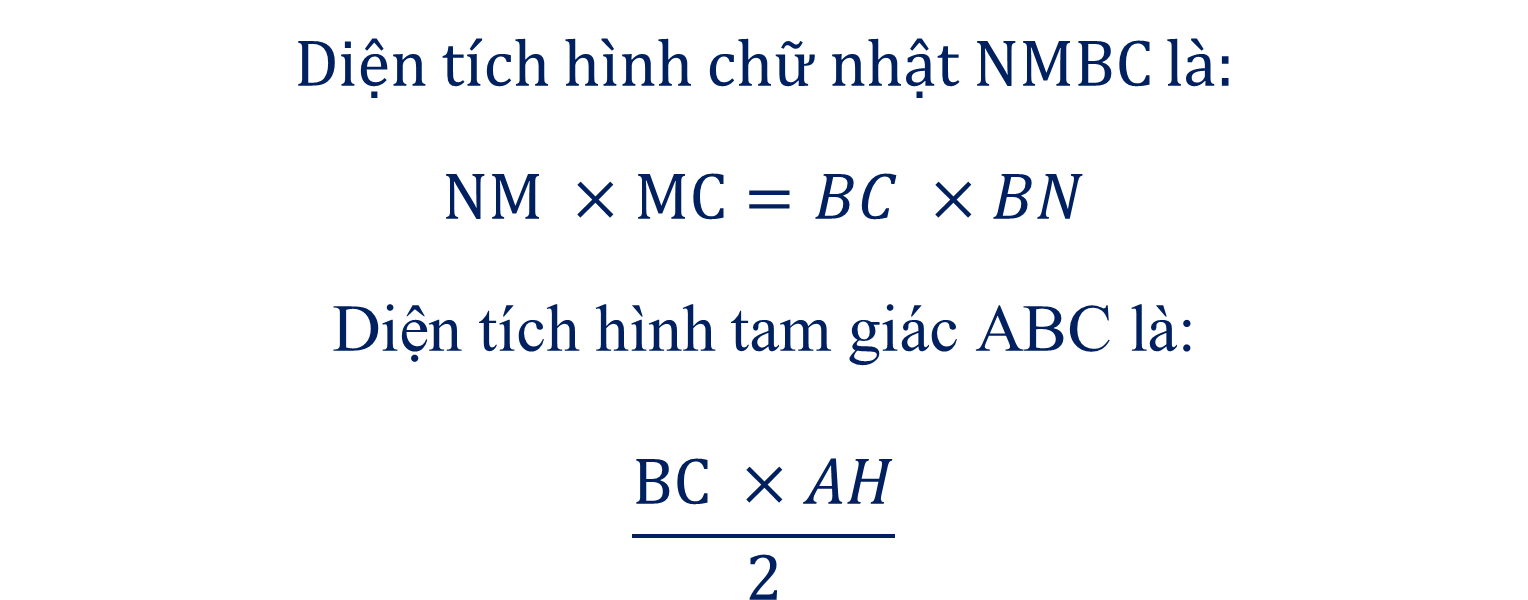 Diện tích hình chữ nhật NMBC là:
NM × MC = BC × BN
Diện tích hình tam giác ABC là:
BC × AH
2